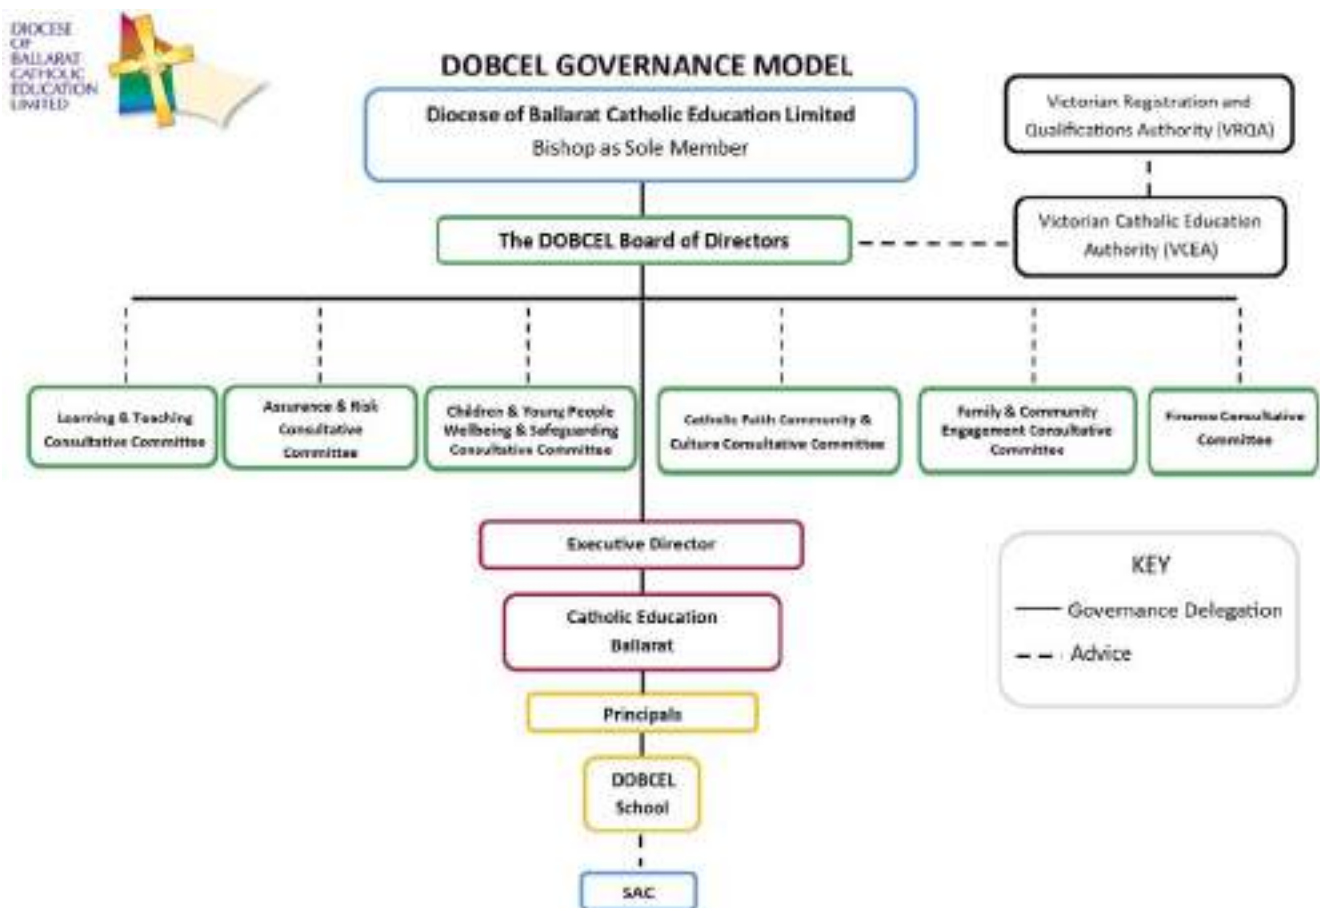 DIOCESE
OF
BALLARAT
CATHOLIC
EDUCATION
LIMITED
DOBCEL GOVERNANCE MODEL
Diocese of Ballarat Catholic Education Limited
Bishop as Sole Member
Victorian Registration and
Qualifications Authority (VRQA)
The DOBCEL Board of Directors
Victorian Catholic Education
Authority (VCEA)
Learning & Teaching
Consultative Committee
Assurance & Risk
Consultative
Committee
Children & Young People
Wellbeing & Safeguarding
Consultative Committee
Catholic Faith Community &
Culture Consultative Committee
Family & Community
Engagement Consultative
Committee
Finance Consultative
Committee
Executive Director
Catholic Education
Ballarat
Principals
DOBCEL
School
SAC
KEY
Governance Delegation
Advice